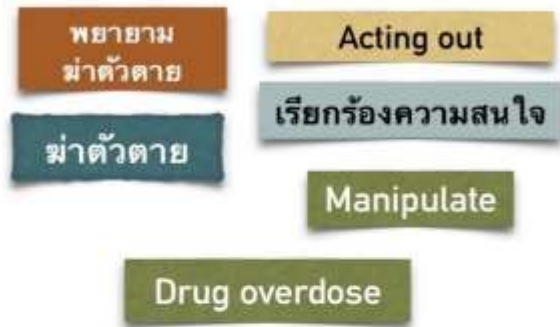 พยายาม
ฆ่าตัวตาย
Acting out
เรียกร้องความสนใจ
ฆ่าตัวตาย
Manipulate
Drug overdose